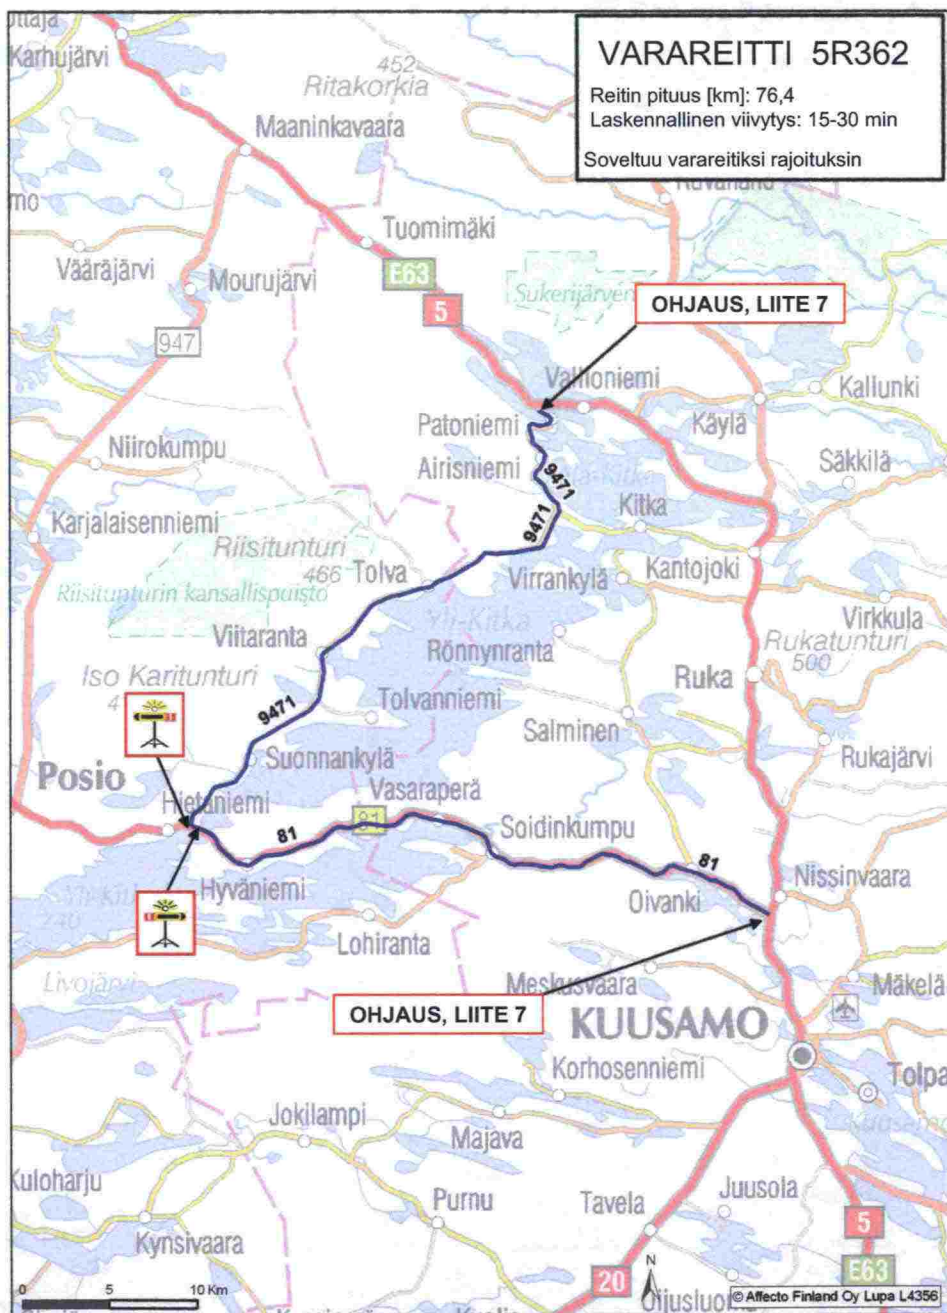 VARAREITTI 5R362
Reitin pituus [km]: 76,4
Laskennallinen viivytys: 15-30 min
Soveltuu varareitiksi rajoituksin
Karhujärvi
452
Ritakorkia
Maaninkavaara
Tuomimäki
Vääräjärvi
Mourujärvi
E63
5
Sukerijärven
OHJAUS, LIITE 7
947
Vallioniemi
Kallunki
Patoniemi
Käylä
Niirokumpu
Airisniemi
9471
Säkkilä
Kitka
9471
Karjalaisenniemi
Riisitunturi
466
Tolva
Virrankylä
Kantojoki
Riisitunturin kansallispuisto
Virkkula
Yli-Kitka
Viitaranta
Rönnynranta
Rukatunturi
500
Iso Karitunturi
4
Ruka
Tolvanniemi
9471
Salminen
Rukajärvi
Suonnankylä
Posio
Vasaraperä
Hietaniemi
81
81
Soidinkumpu
81
Hyväniemi
Oivanki
Nissinvaara
Lohiranta
Livojärvi
Meskusvaara
Mäkelä
OHJAUS, LIITE 7
KUUSAMO
Korhosenniemi
Tolpa
Jokilampi
Majava
Kuloharju
Purnu
Tavela
Juusola
Kynsivaara
5
20
N
E63
0 5 10 Km
© Affecto Finland Oy Lupa L4356